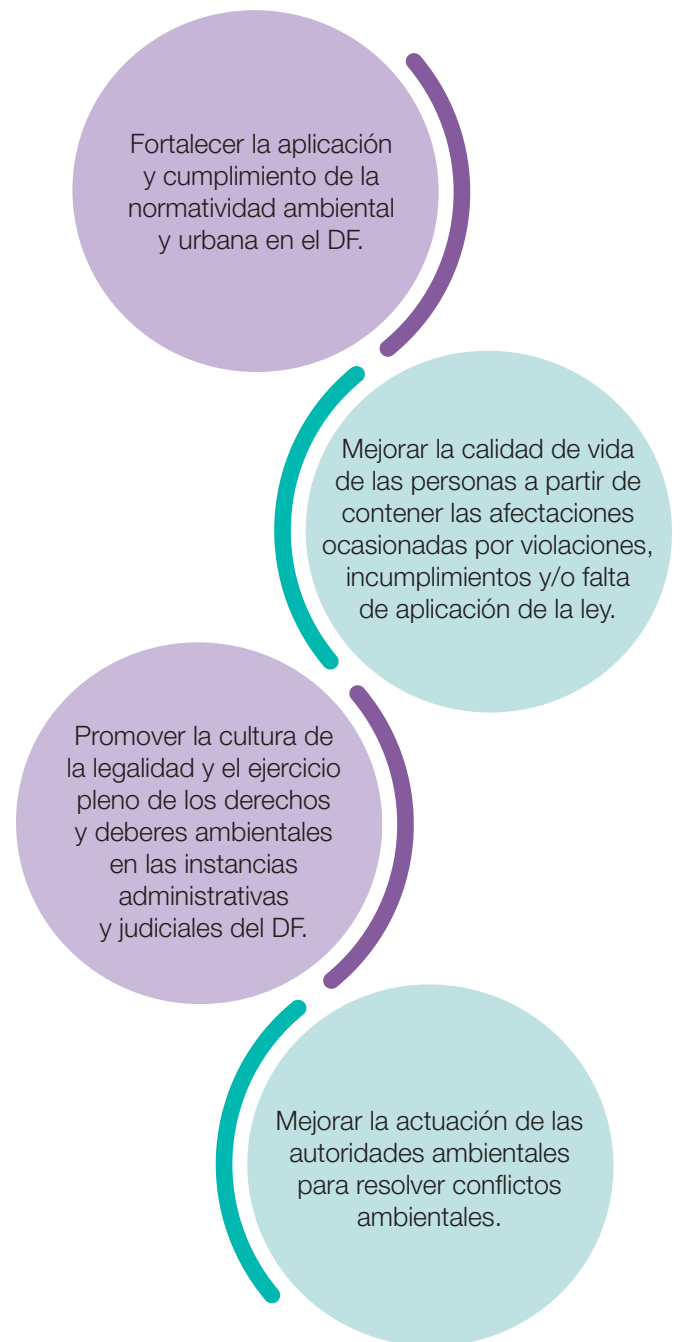 Fortalecer la aplicación
y cumplimiento de la
normatividad ambiental
y urbana en el DF.
Mejorar la calidad de vida
de las personas a partir de
contener las afectaciones
ocasionadas por violaciones,
incumplimientos y/o falta
de aplicación de la ley.
Promover la cultura de
la legalidad y el ejercicio
pleno de los derechos
y deberes ambientales
en las instancias
administrativas
y judiciales del DF.
Mejorar la actuación de las
autoridades ambientales
para resolver conflictos
ambientales.